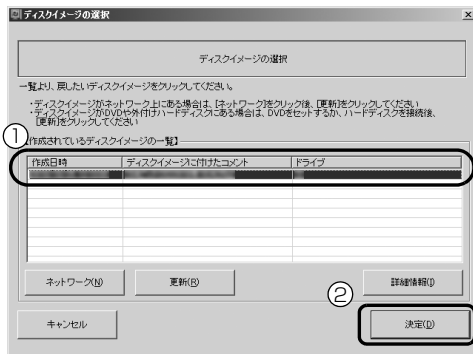 ディスクイメージの選択
ディスクイメージの選択
一覧より、戻したいディスクイメージをクリックしてください。
・ディスクイメージがネットワーク上にある場合は、[ネットワーク]をクリック後、[更新]をクリックしてください
・ディスクイメージがDVDや外付けハードディスクにある場合は、DVDをセットするか、ハードディスクを接続後、
[更新]をクリックしてください
①
【作成されているディスクイメージの一覧】
作成日時 ディスクイメージに付けたコメント ドライブ
ネットワーク(N) 更新(R) 詳細情報(I)
②
キャンセル 決定(D)